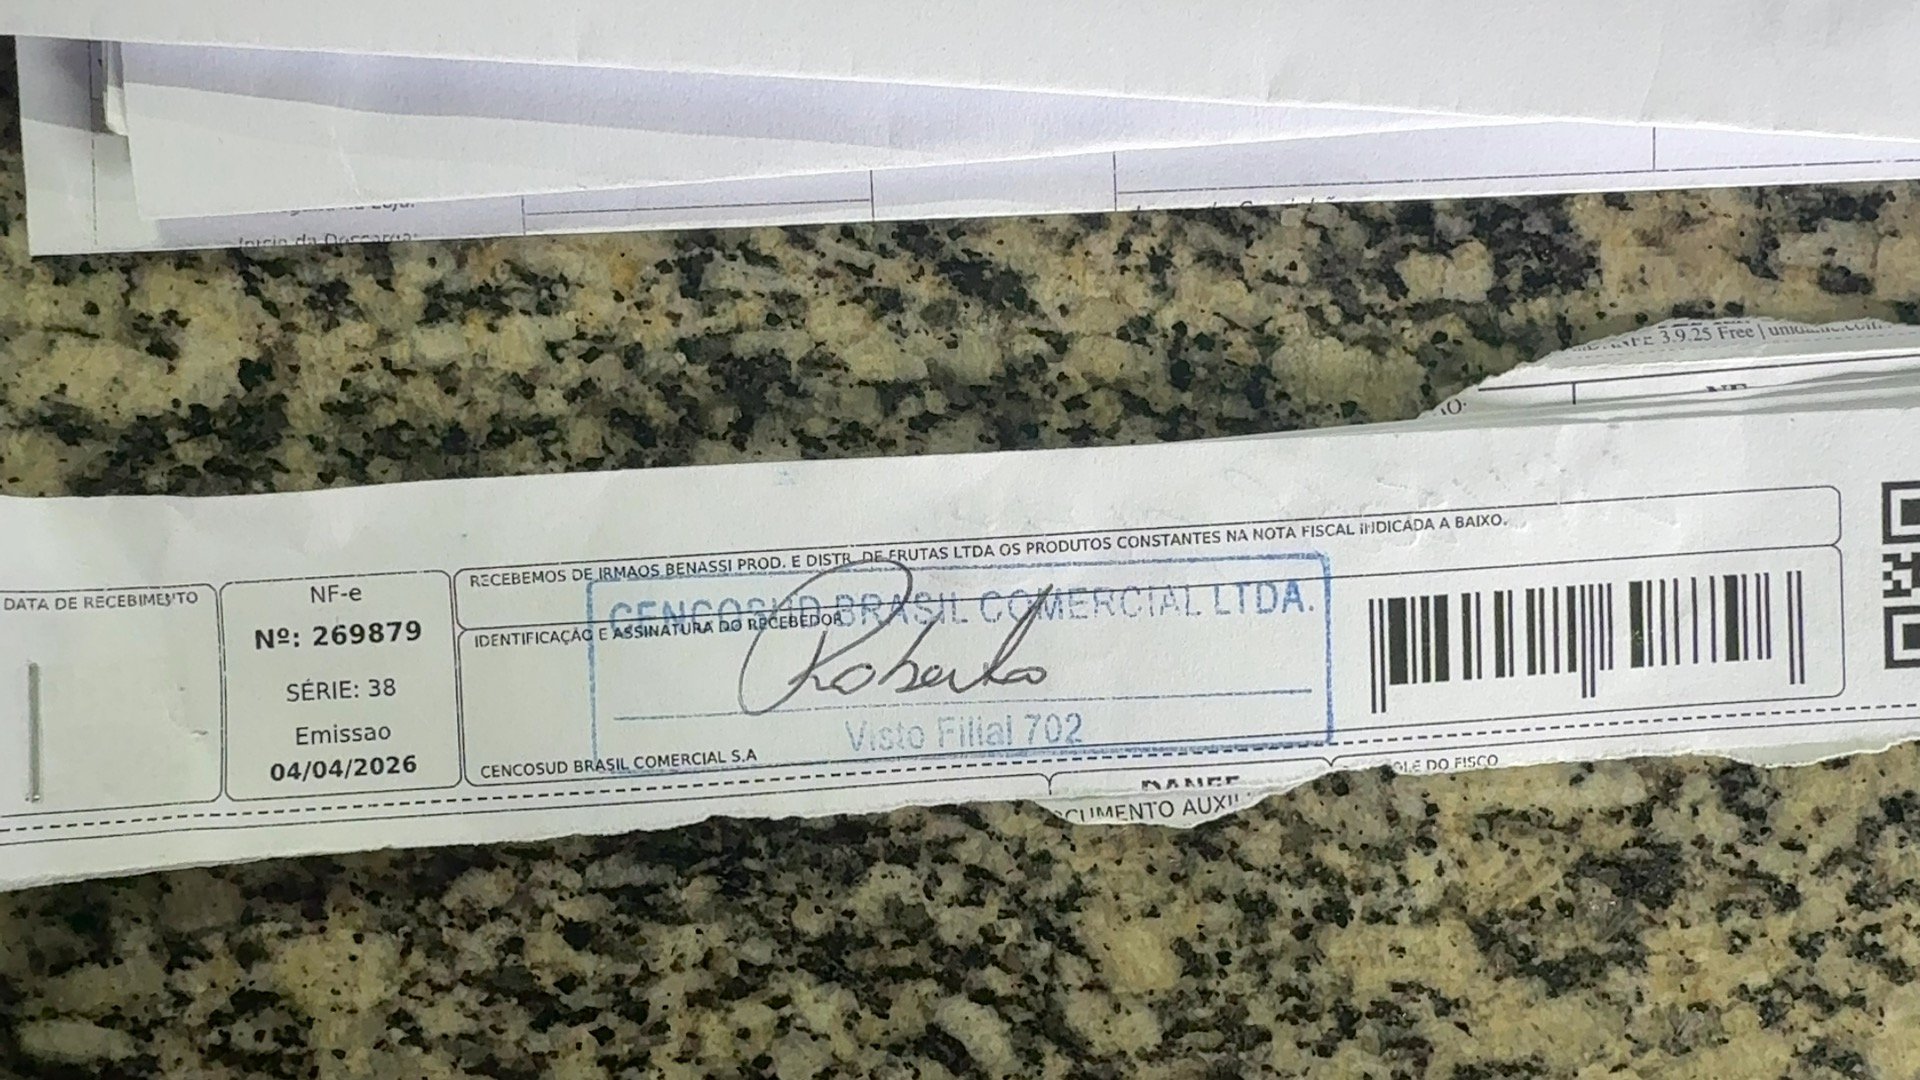 3.9.25 Free |
DATA DE RECEBIMENTO
NF-e
Nº: 269879
SÉRIE: 38
Emissao
04/04/2026
RECEBEMOS DE IRMAOS BENASSI PROD. E DISTR. DE FRUTAS LTDA OS PRODUTOS CONSTANTES NA NOTA FISCAL INDICADA A BAIXO.
IDENTIFICAÇÃO E ASSINATURA DO RECEBEDOR
CENCOSUD BRASIL COMERCIAL LTDA.
Roberto
Visto Filial 702
CENCOSUD BRASIL COMERCIAL S.A
DANFE
CUMENTO AUXI
OLE DO FISCO